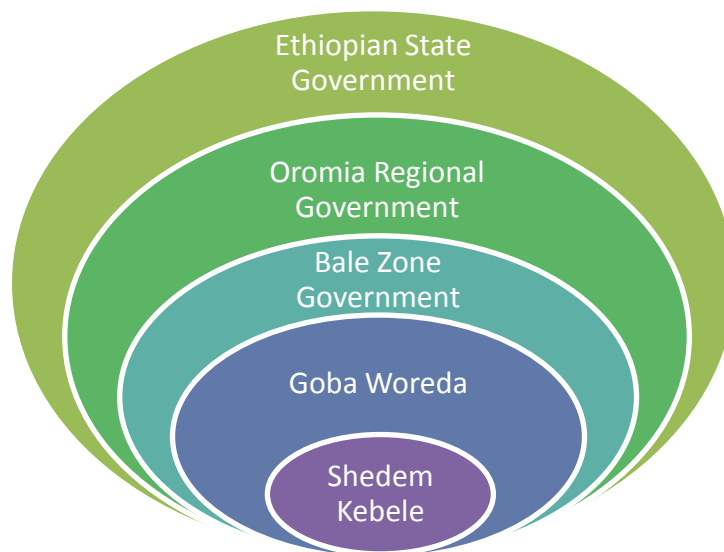 Ethiopian State
Government
Oromia Regional
Government
Bale Zone
Government
Goba Woreda
Shedem
Kebele